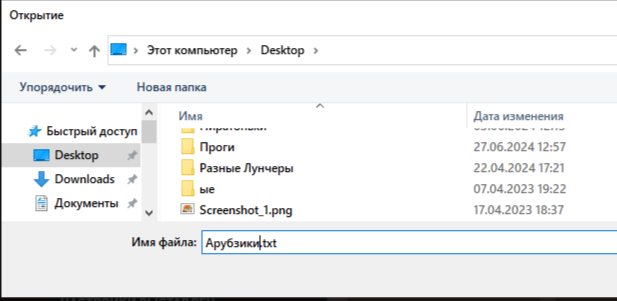 Открытие
Этот компьютер > Desktop >
Упорядочить Новая папка
Имя Дата изменения
Быстрый доступ
Desktop
Downloads
Документы
Проги 27.06.2024 12:57
Разные Лунчеры 22.04.2024 17:21
ые 07.04.2023 19:22
Screenshot_1.png 17.04.2023 18:37
Имя файла: Арубзики.txt